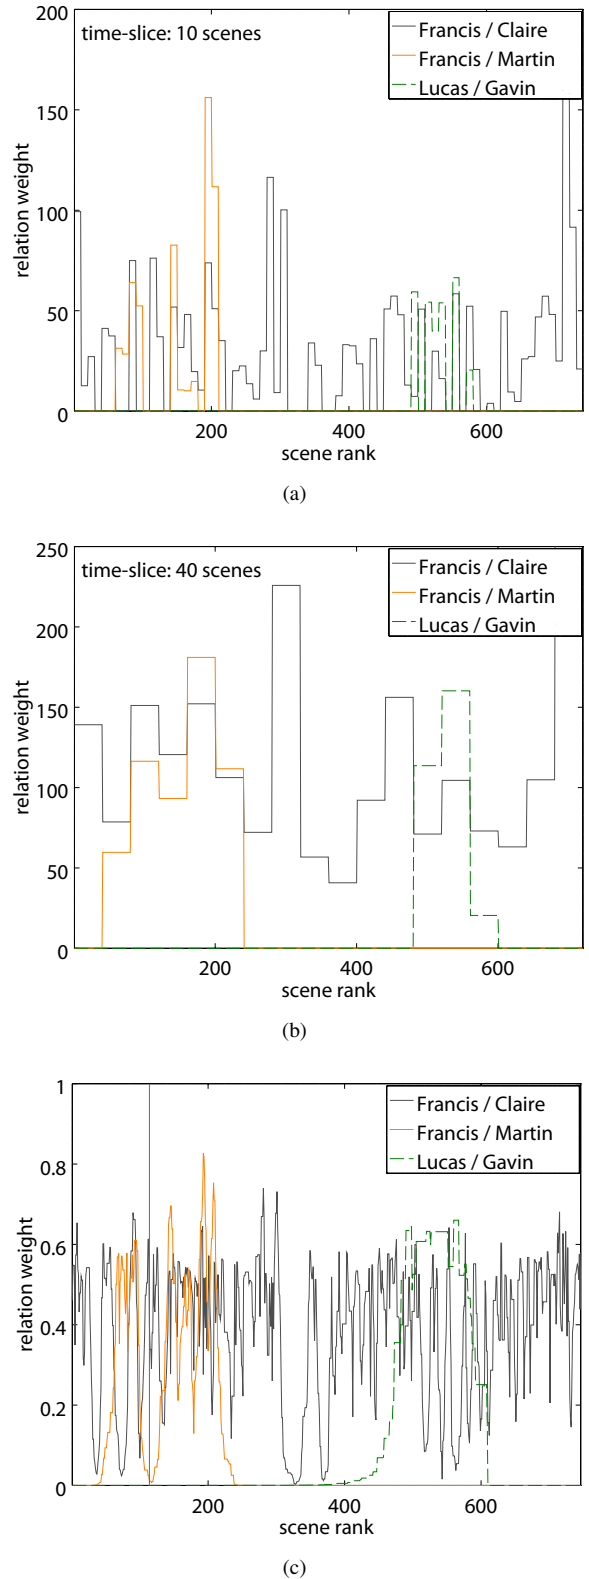 200
150
100
50
0
relation weight
time-slice: 10 scenes
Francis / Claire
Francis / Martin
Lucas / Gavin
200
400
600
scene rank
(a)
250
200
150
100
50
0
relation weight
time-slice: 40 scenes
Francis / Claire
Francis / Martin
Lucas / Gavin
200
400
600
scene rank
(b)
1
0.8
0.6
0.4
0.2
0
relation weight
Francis / Claire
Francis / Martin
Lucas / Gavin
200
400
600
scene rank
(c)